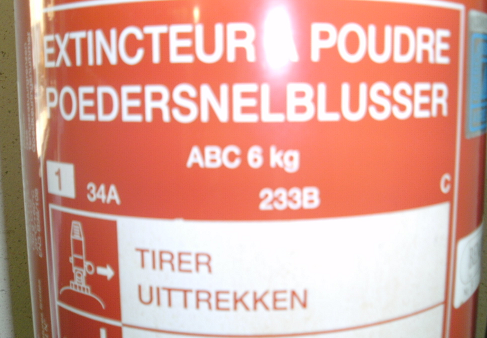 EXTINCTEUR A POUDRE
POEDERSNELBLUSSER
ABC 6 kg
1 34A 233B C
TIRER
UITTREKKEN